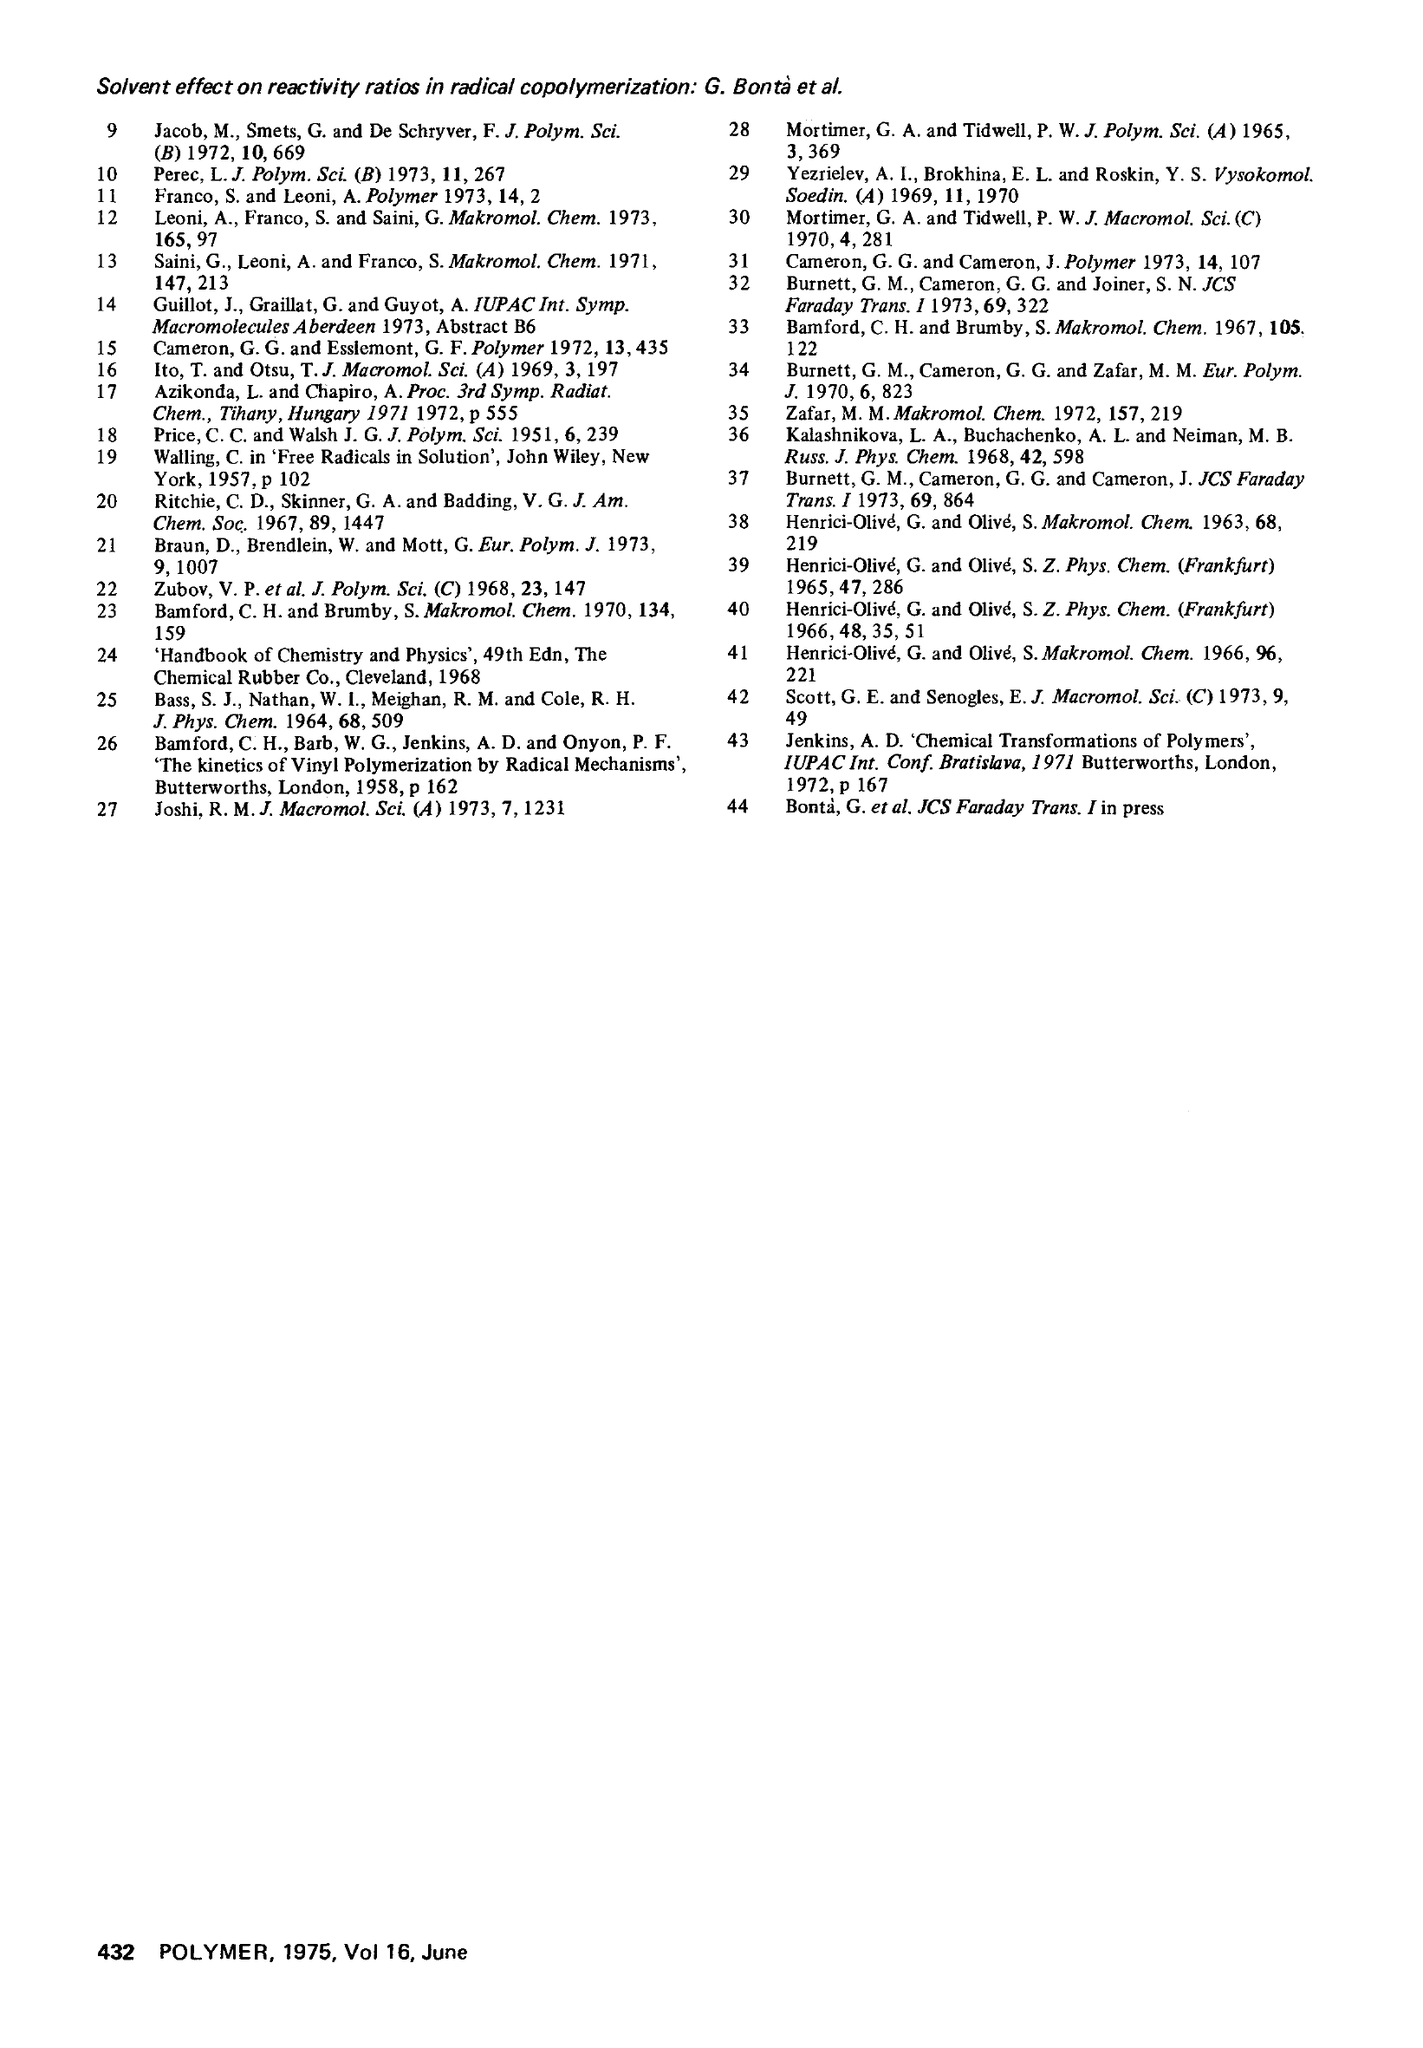 Solvent effect on reactivity ratios in radical copolymerization: G. Bontà et al.
9 Jacob, M., Smets, G. and De Schryver, F. J. Polym. Sci.
(B) 1972, 10, 669
10 Perec, L. J. Polym. Sci. (B) 1973, 11, 267
11 Franco, S. and Leoni, A. Polymer 1973, 14, 2
12 Leoni, A., Franco, S. and Saini, G. Makromol. Chem. 1973,
165, 97
13 Saini, G., Leoni, A. and Franco, S. Makromol. Chem. 1971,
147, 213
14 Guillot, J., Graillat, G. and Guyot, A. IUPAC Int. Symp.
Macromolecules Aberdeen 1973, Abstract B6
15 Cameron, G. G. and Esslemont, G. F. Polymer 1972, 13, 435
16 Ito, T. and Otsu, T. J. Macromol. Sci. (A) 1969, 3, 197
17 Azikonda, L. and Chapiro, A. Proc. 3rd Symp. Radiat.
Chem., Tihany, Hungary 1971 1972, p 555
18 Price, C. C. and Walsh J. G. J. Polym. Sci. 1951, 6, 239
19 Walling, C. in ‘Free Radicals in Solution’, John Wiley, New
York, 1957, p 102
20 Ritchie, C. D., Skinner, G. A. and Badding, V. G. J. Am.
Chem. Soc. 1967, 89, 1447
21 Braun, D., Brendlein, W. and Mott, G. Eur. Polym. J. 1973,
9, 1007
22 Zubov, V. P. et al. J. Polym. Sci. (C) 1968, 23, 147
23 Bamford, C. H. and Brumby, S. Makromol. Chem. 1970, 134,
159
24 ‘Handbook of Chemistry and Physics’, 49th Edn, The
Chemical Rubber Co., Cleveland, 1968
25 Bass, S. J., Nathan, W. I., Meighan, R. M. and Cole, R. H.
J. Phys. Chem. 1964, 68, 509
26 Bamford, C. H., Barb, W. G., Jenkins, A. D. and Onyon, P. F.
‘The kinetics of Vinyl Polymerization by Radical Mechanisms’,
Butterworths, London, 1958, p 162
27 Joshi, R. M. J. Macromol. Sci. (A) 1973, 7, 1231
28 Mortimer, G. A. and Tidwell, P. W. J. Polym. Sci. (A) 1965,
3, 369
29 Yezrielev, A. I., Brokhina, E. L. and Roskin, Y. S. Vysokomol.
Soedin. (A) 1969, 11, 1970
30 Mortimer, G. A. and Tidwell, P. W. J. Macromol. Sci. (C)
1970, 4, 281
31 Cameron, G. G. and Cameron, J. Polymer 1973, 14, 107
32 Burnett, G. M., Cameron, G. G. and Joiner, S. N. JCS
Faraday Trans. I 1973, 69, 322
33 Bamford, C. H. and Brumby, S. Makromol. Chem. 1967, 105,
122
34 Burnett, G. M., Cameron, G. G. and Zafar, M. M. Eur. Polym.
J. 1970, 6, 823
35 Zafar, M. M. Makromol. Chem. 1972, 157, 219
36 Kalashnikova, L. A., Buchachenko, A. L. and Neiman, M. B.
Russ. J. Phys. Chem. 1968, 42, 598
37 Burnett, G. M., Cameron, G. G. and Cameron, J. JCS Faraday
Trans. I 1973, 69, 864
38 Henrici-Olivé, G. and Olivé, S. Makromol. Chem. 1963, 68,
219
39 Henrici-Olivé, G. and Olivé, S. Z. Phys. Chem. (Frankfurt)
1965, 47, 286
40 Henrici-Olivé, G. and Olivé, S. Z. Phys. Chem. (Frankfurt)
1966, 48, 35, 51
41 Henrici-Olivé, G. and Olivé, S. Makromol. Chem. 1966, 96,
221
42 Scott, G. E. and Senogles, E. J. Macromol. Sci. (C) 1973, 9,
49
43 Jenkins, A. D. ‘Chemical Transformations of Polymers’,
IUPAC Int. Conf. Bratislava, 1971 Butterworths, London,
1972, p 167
44 Bontà, G. et al. JCS Faraday Trans. I in press
432 POLYMER, 1975, Vol 16, June